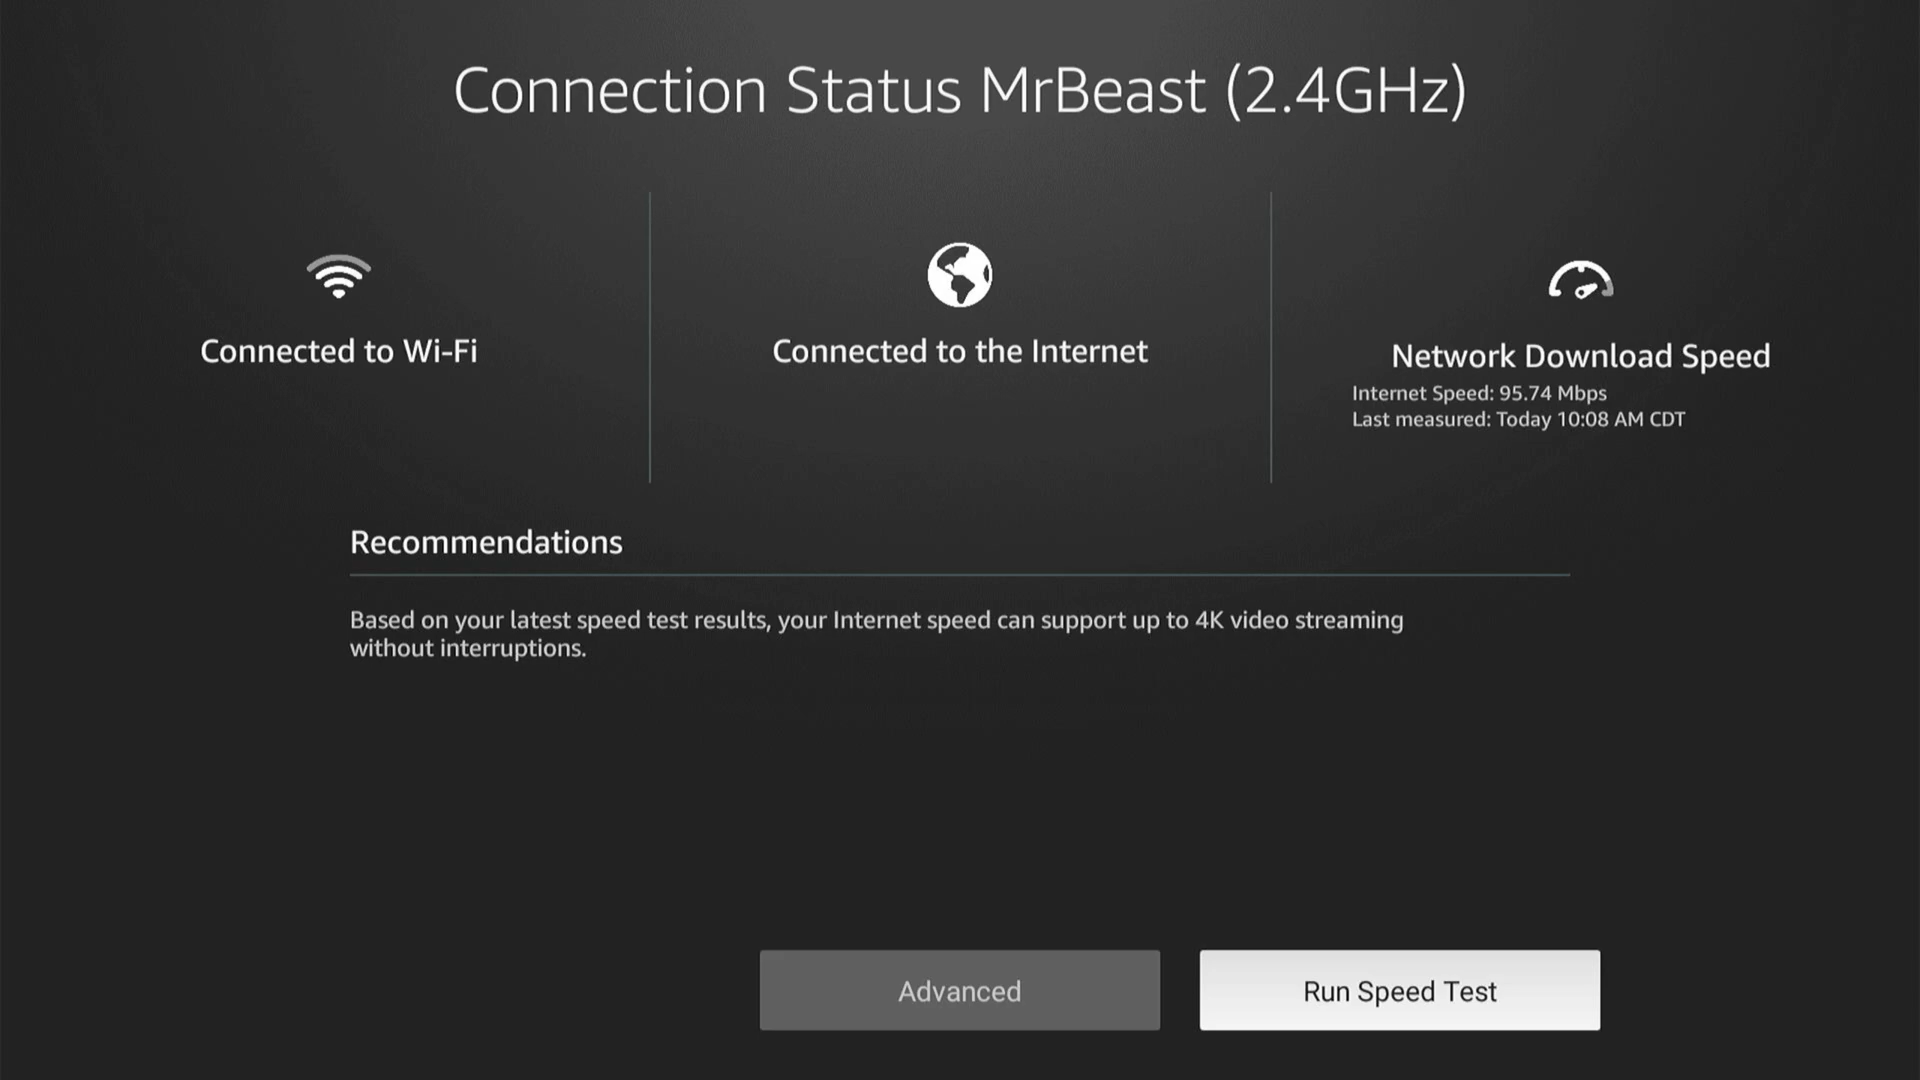 Connection Status MrBeast (2.4GHz)
Connected to Wi-Fi
Connected to the Internet
Network Download Speed
Internet Speed: 95.74 Mbps
Last measured: Today 10:08 AM CDT
Recommendations
Based on your latest speed test results, your Internet speed can support up to 4K video streaming
without interruptions.
Advanced
Run Speed Test